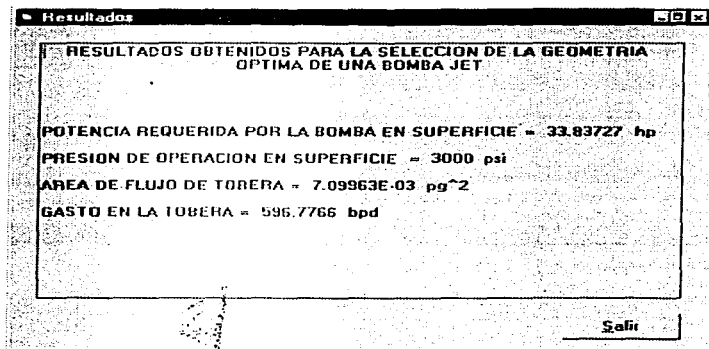 Resultados
RESULTADOS OBTENIDOS PARA LA SELECCION DE LA GEOMETRIA
OPTIMA DE UNA BOMBA JET
POTENCIA REQUERIDA POR LA BOMBA EN SUPERFICIE = 33.83727 hp
PRESION DE OPERACION EN SUPERFICIE = 3000 psi
AREA DE FLUJO DE TOBERA = 7.09963E-03 pg^2
GASTO EN LA TOBERA = 596.7766 bpd
Salir